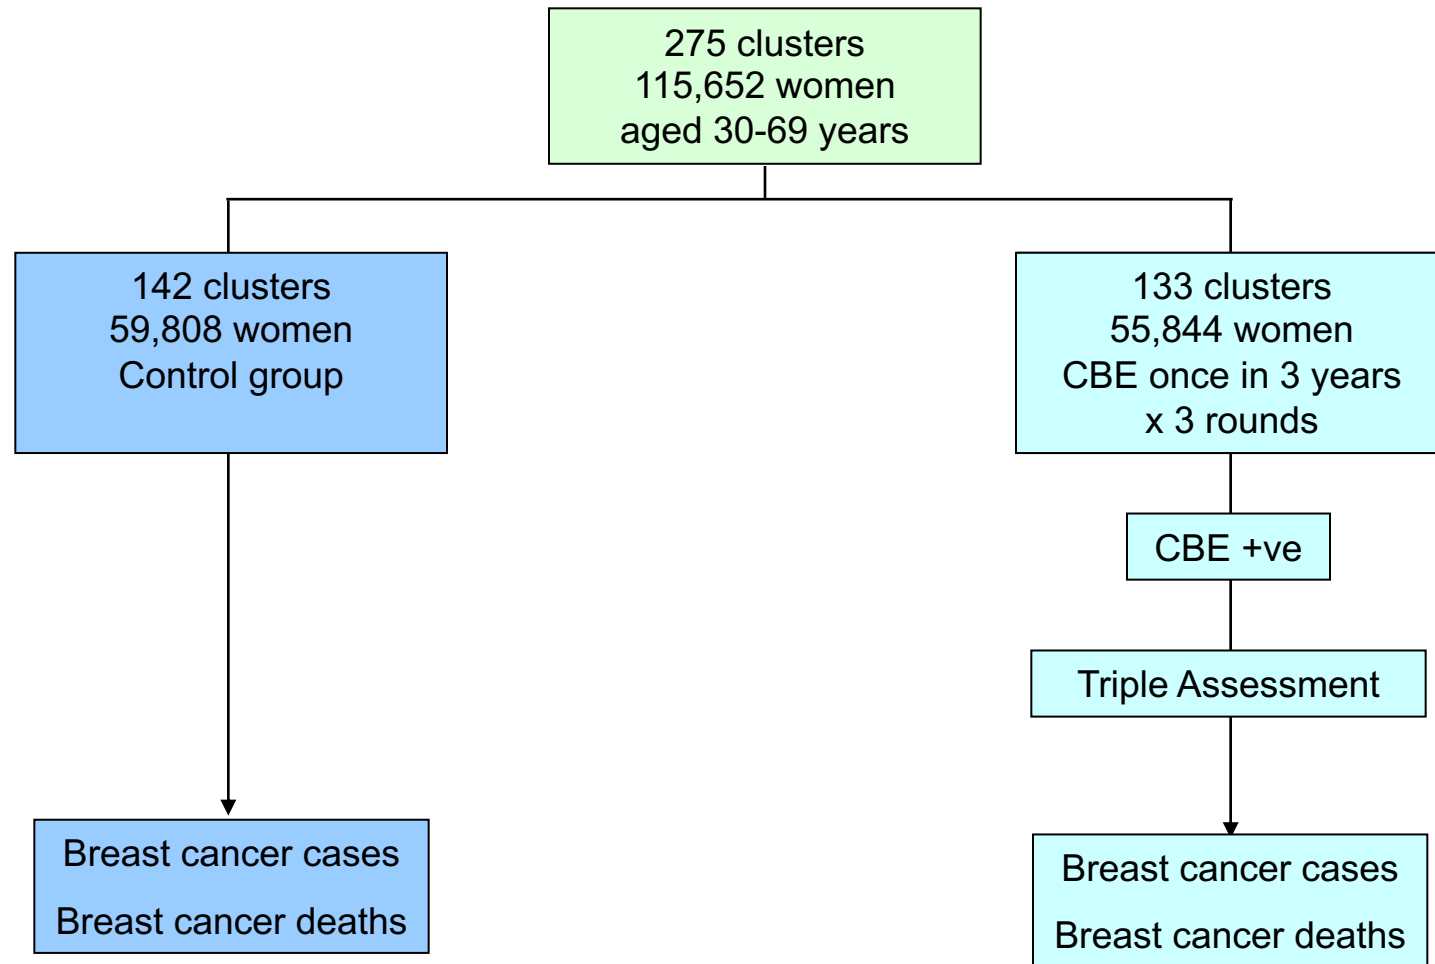 275 clusters
115,652 women
aged 30-69 years
142 clusters
59,808 women
Control group
133 clusters
55,844 women
CBE once in 3 years
x 3 rounds
CBE +ve
Triple Assessment
Breast cancer cases
Breast cancer deaths
Breast cancer cases
Breast cancer deaths